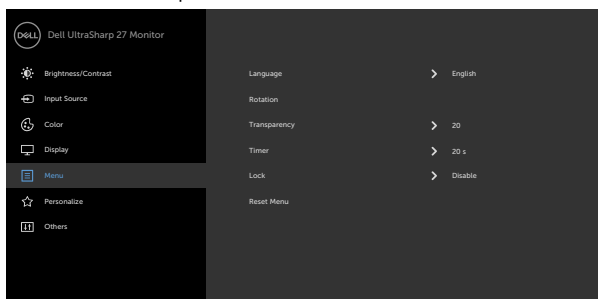 DELL Dell UltraSharp 27 Monitor
Brightness/Contrast
Input Source
Color
Display
Menu
Personalize
Others
Language English
Rotation
Transparency 20
Timer 20 s
Lock Disable
Reset Menu